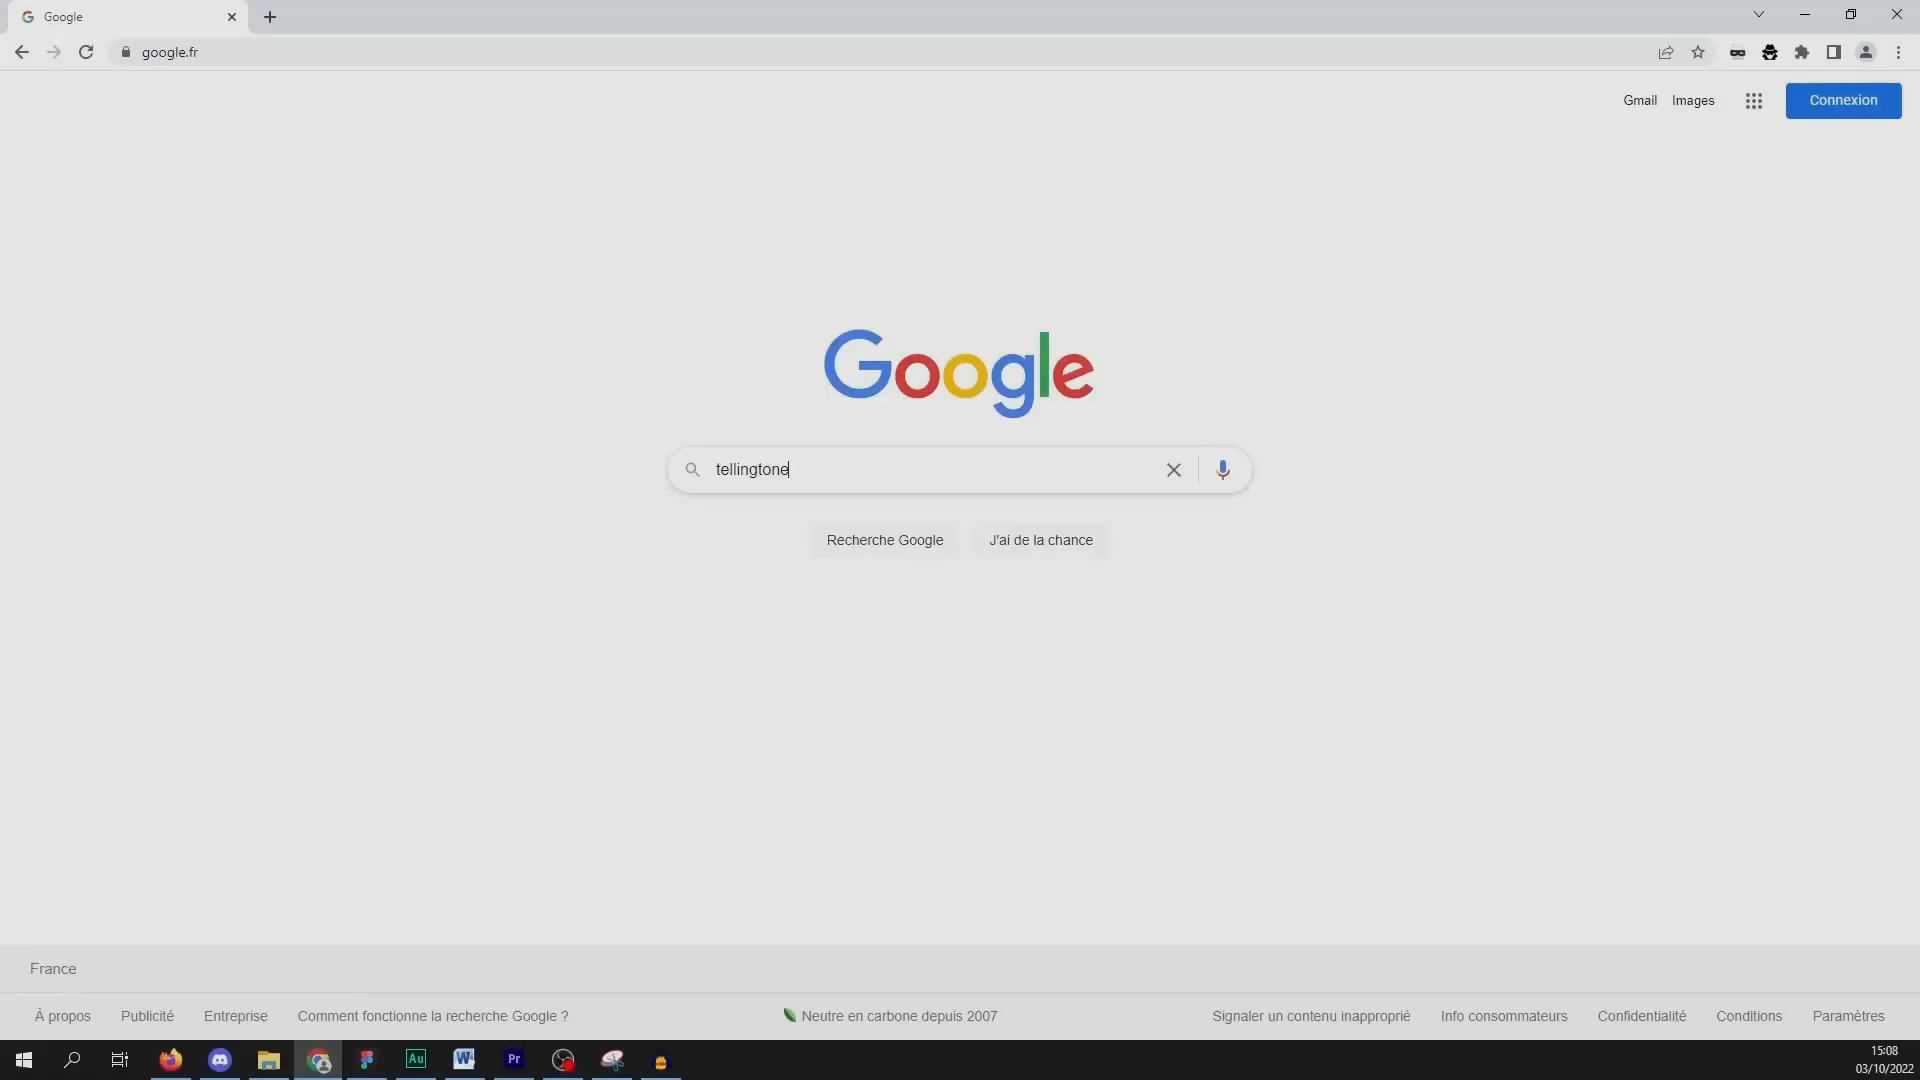 Google
google.fr
Gmail Images Connexion
Google
tellingtone
Recherche Google J'ai de la chance
France
À propos Publicité Entreprise Comment fonctionne la recherche Google ? Neutre en carbone depuis 2007 Signaler un contenu inapproprié Info consommateurs Confidentialité Conditions Paramètres
Au W Pr
15:08
03/10/2022